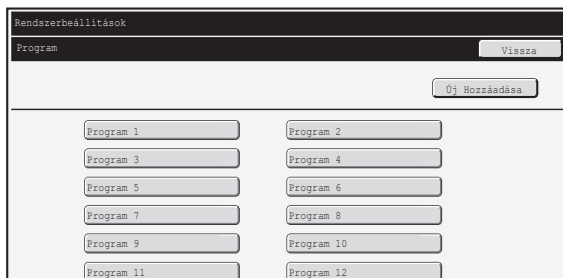 Rendszerbeállítások
Program
Vissza
Új Hozzáadása
Program 1
Program 2
Program 3
Program 4
Program 5
Program 6
Program 7
Program 8
Program 9
Program 10
Program 11
Program 12